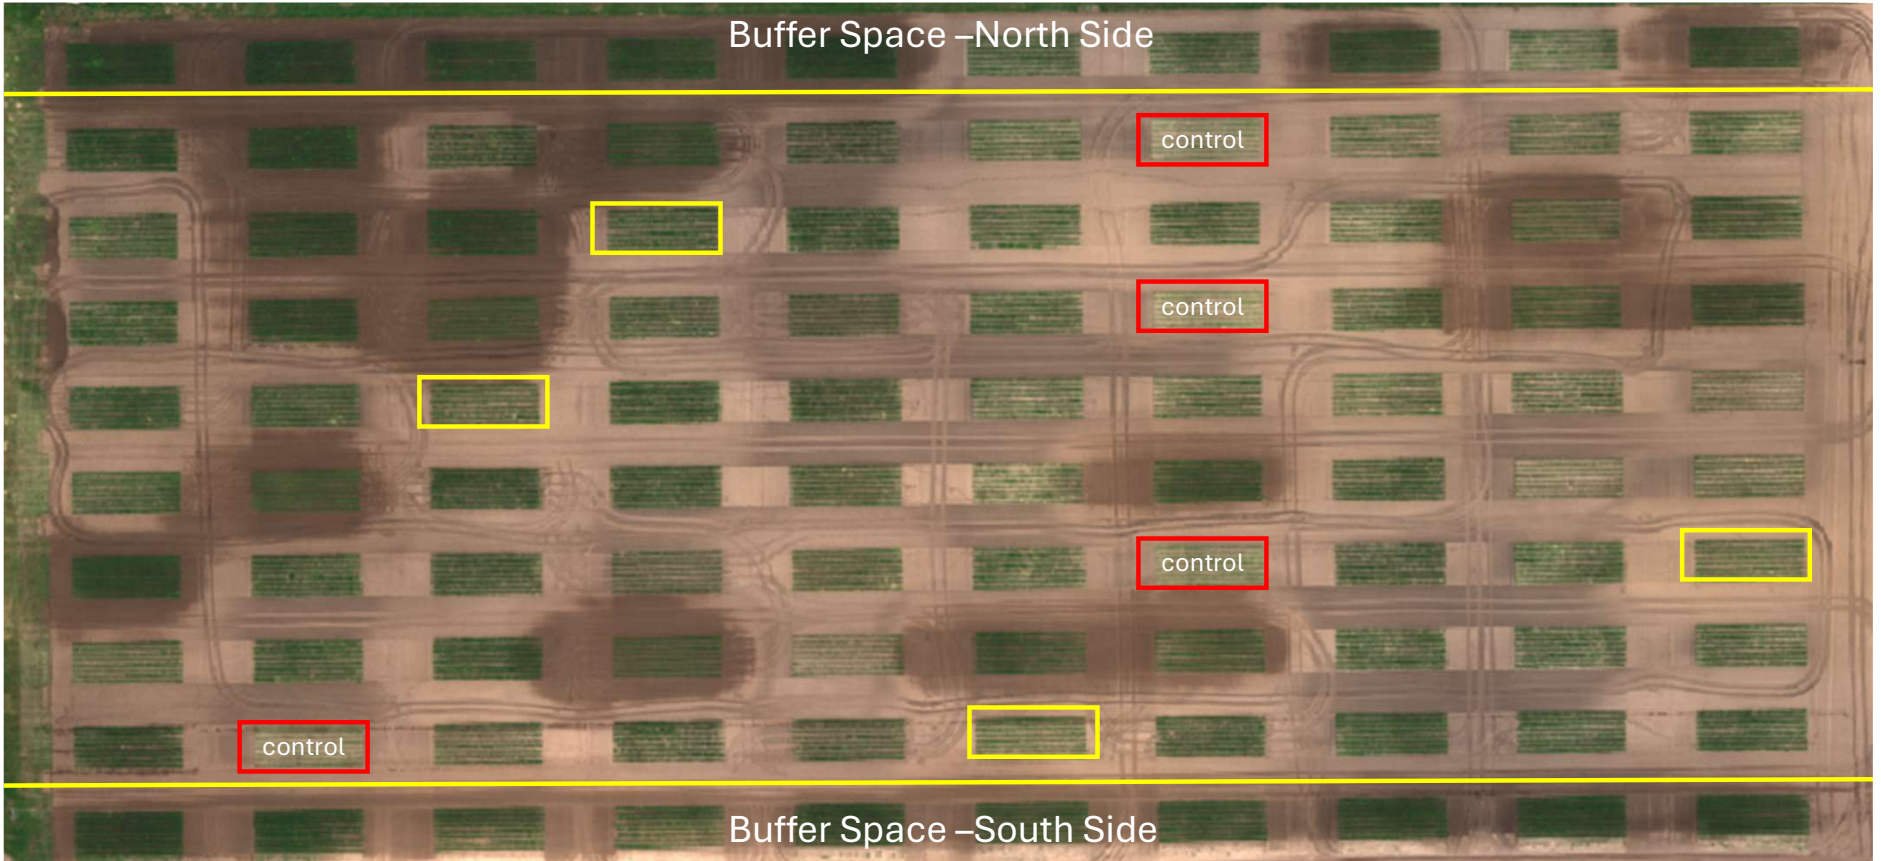 Buffer Space –North Side
control
control
control
control
Buffer Space –South Side